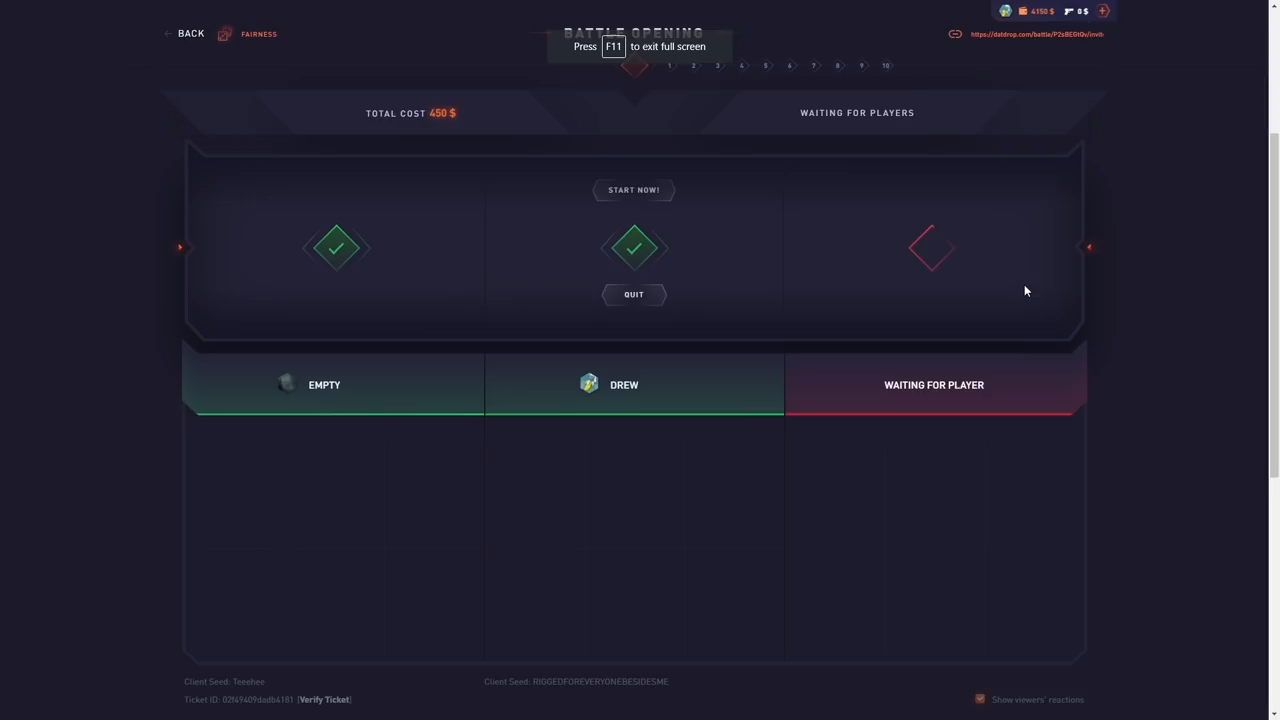 4150 $ 0 $
BACK
FAIRNESS
BATTLE OPENING
https://datdrop.com/battle/P2sBEGtQv/invib
Press F11 to exit full screen
1 2 3 4 5 6 7 8 9 10
TOTAL COST 450 $
WAITING FOR PLAYERS
START NOW!
QUIT
EMPTY
DREW
WAITING FOR PLAYER
Client Seed: Teeehee
Client Seed: RIGGEDFOREVERYONEBESIDESME
Ticket ID: 02f49409dadb4181 [Verify Ticket]
Show viewers' reactions